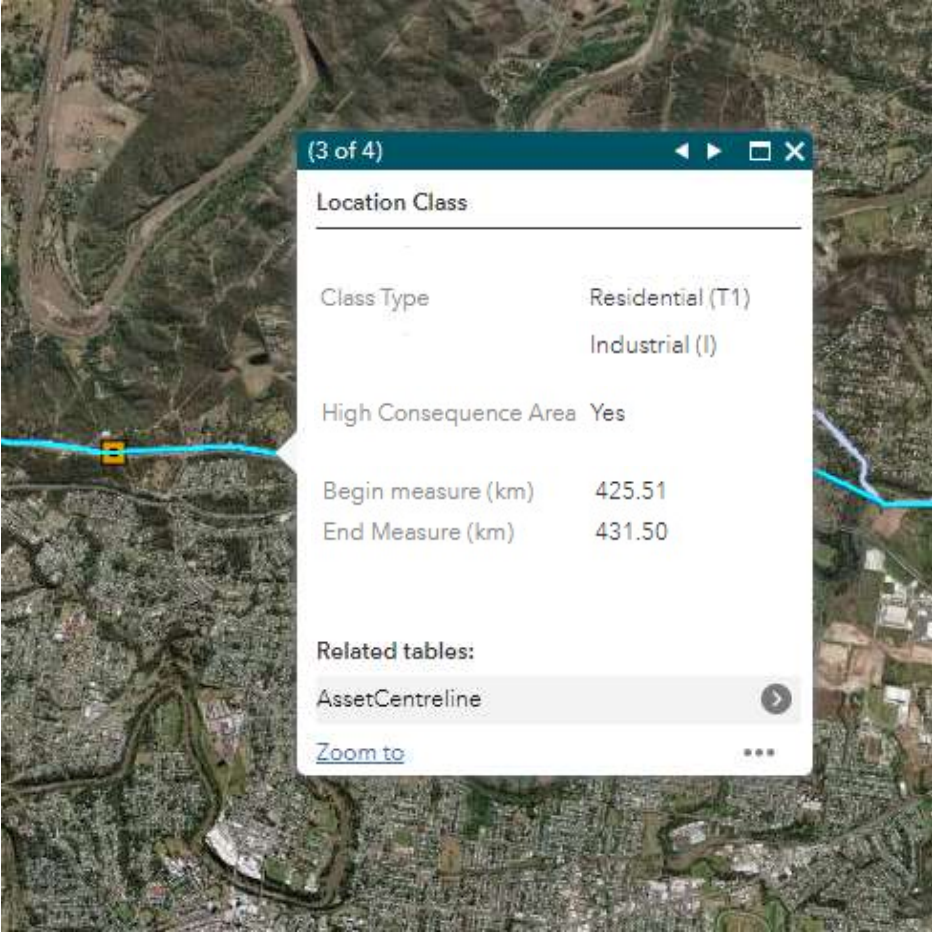 (3 of 4)
Location Class
Class Type Residential (T1)
Industrial (I)
High Consequence Area Yes
Begin measure (km) 425.51
End Measure (km) 431.50
Related tables:
AssetCentreline
Zoom to